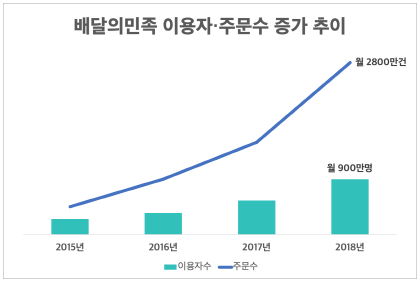 배달의민족 이용자·주문수 증가 추이
월 2800만건
월 900만명
2015년 2016년 2017년 2018년
이용자수 주문수